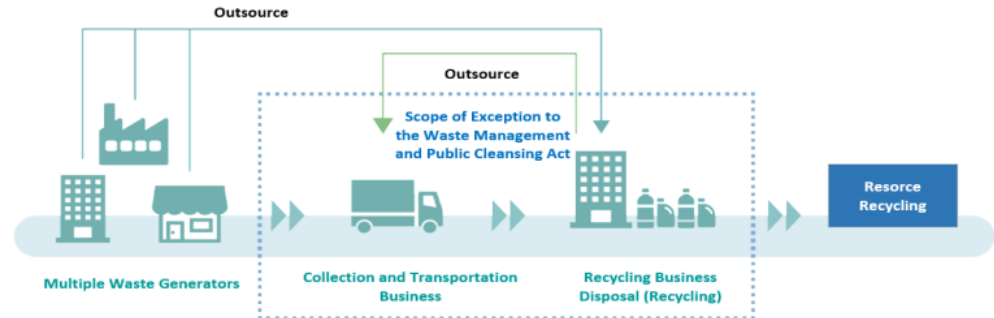 Outsource
Outsource
Scope of Exception to
the Waste Management
and Public Cleansing Act
Resorce
Recycling
Multiple Waste Generators
Collection and Transportation
Business
Recycling Business
Disposal (Recycling)